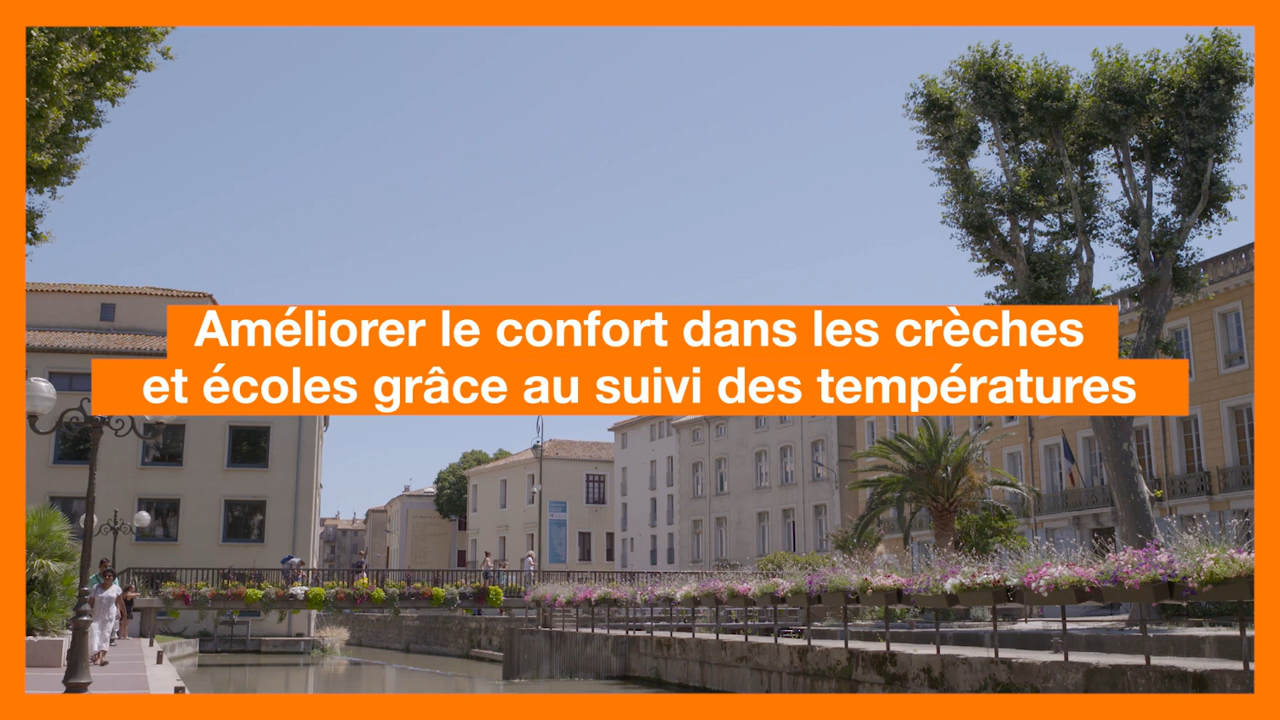 Améliorer le confort dans les crèches
et écoles grâce au suivi des températures